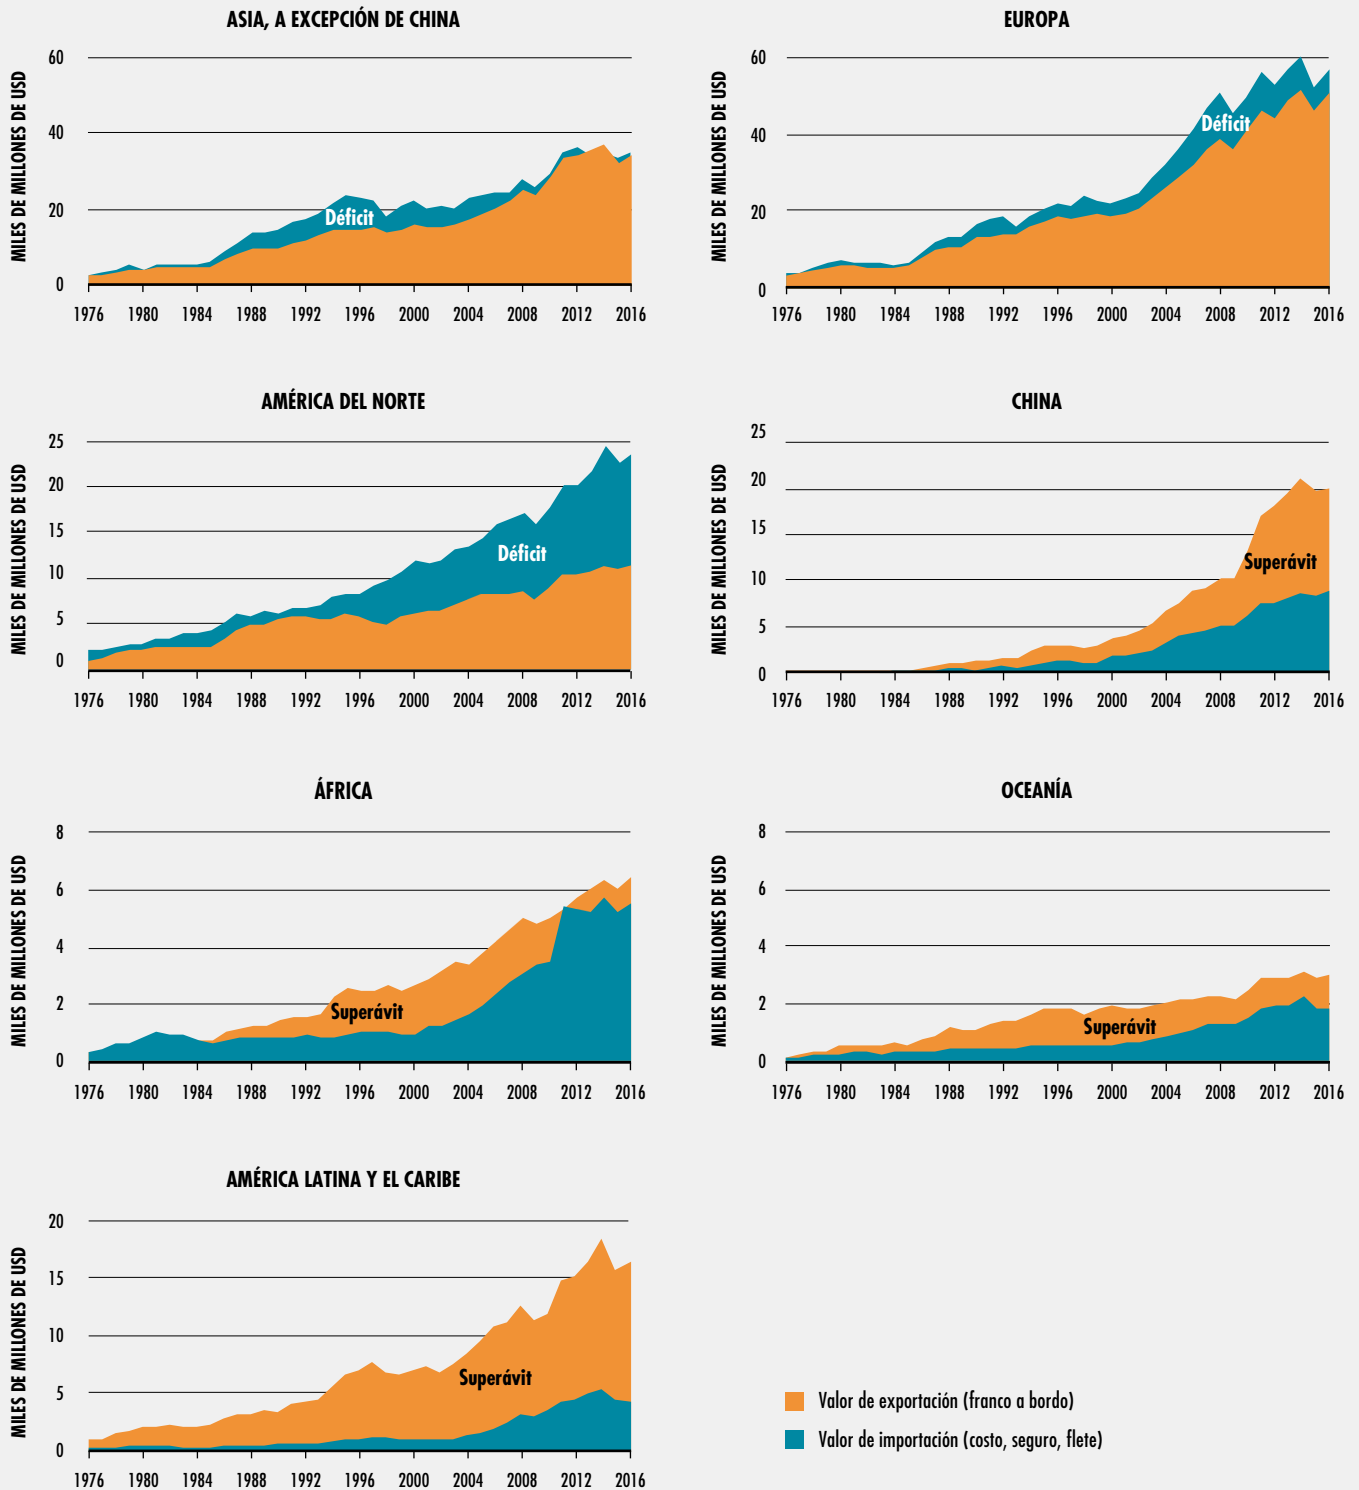 ASIA, A EXCEPCIÓN DE CHINA
MILES DE MILLONES DE USD
60
40
20
0
Déficit
1976 1980 1984 1988 1992 1996 2000 2004 2008 2012 2016
EUROPA
MILES DE MILLONES DE USD
60
40
20
0
Déficit
1976 1980 1984 1988 1992 1996 2000 2004 2008 2012 2016
AMÉRICA DEL NORTE
MILES DE MILLONES DE USD
25
20
15
10
5
0
Déficit
1976 1980 1984 1988 1992 1996 2000 2004 2008 2012 2016
CHINA
MILES DE MILLONES DE USD
25
20
15
10
5
0
Superávit
1976 1980 1984 1988 1992 1996 2000 2004 2008 2012 2016
ÁFRICA
MILES DE MILLONES DE USD
8
6
4
2
0
Superávit
1976 1980 1984 1988 1992 1996 2000 2004 2008 2012 2016
OCEANÍA
MILES DE MILLONES DE USD
8
6
4
2
0
Superávit
1976 1980 1984 1988 1992 1996 2000 2004 2008 2012 2016
AMÉRICA LATINA Y EL CARIBE
MILES DE MILLONES DE USD
20
15
10
5
0
Superávit
1976 1980 1984 1988 1992 1996 2000 2004 2008 2012 2016
Valor de exportación (franco a bordo)
Valor de importación (costo, seguro, flete)